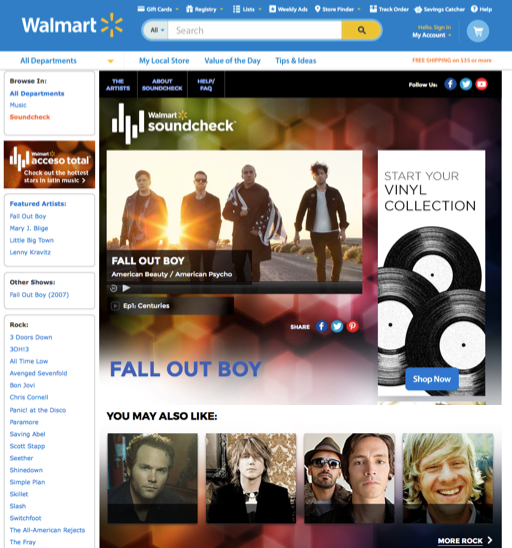 Gift Cards
Registry
Lists
Weekly Ads
Store Finder
Track Order
Savings Catcher
Help
Walmart
All
Search
Hello, Sign In
My Account
All Departments
My Local Store
Value of the Day
Tips & Ideas
FREE SHIPPING on $35 or more
Browse In:
All Departments
Music
Soundcheck
Walmart
acceso total
Check out the hottest
stars in latin music >
Featured Artists:
Fall Out Boy
Mary J. Blige
Little Big Town
Lenny Kravitz
Other Shows:
Fall Out Boy (2007)
Rock:
3 Doors Down
3OH!3
All Time Low
Avenged Sevenfold
Bon Jovi
Chris Cornell
Panic! at the Disco
Paramore
Saving Abel
Scott Stapp
Seether
Shinedown
Simple Plan
Skillet
Slash
Switchfoot
The All-American Rejects
The Fray
THE
ARTISTS
ABOUT
SOUNDCHECK
HELP/
FAQ
Follow Us:
Walmart
soundcheck
FALL OUT BOY
American Beauty / American Psycho
Ep1: Centuries
SHARE
FALL OUT BOY
START YOUR
VINYL
COLLECTION
Shop Now
YOU MAY ALSO LIKE:
MORE ROCK >